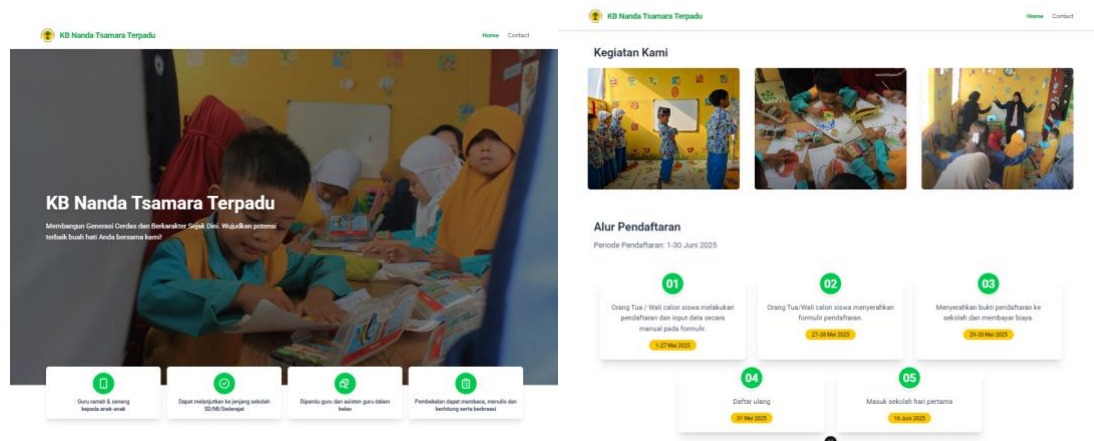 KB Nanda Tsamara Terpadu
Home Contact
KB Nanda Tsamara Terpadu
Membangun Generasi Cerdas dan Berkarakter Sejak Dini. Wujudkan potensi
terbaik buah hati Anda bersama kami!
Guru ramah & senang
kepada anak-anak
Dapat melanjutkan ke jenjang sekolah
SD/MI/Sederajat
Dipandu guru dan asisten guru dalam
kelas
Pembekalan dapat membaca, menulis dan
berhitung serta berkreasi
KB Nanda Tsamara Terpadu
Home Contact
Kegiatan Kami
Alur Pendaftaran
Periode Pendaftaran: 1-30 Juni 2025
01
Orang Tua / Wali calon siswa melakukan
pendaftaran dan input data secara
manual pada formulir.
1-27 Mei 2025
02
Orang Tua/Wali calon siswa menyerahkan
formulir pendaftaran.
27-28 Mei 2025
03
Menyerahkan bukti pendaftaran ke
sekolah dan membayar biaya.
29-30 Mei 2025
04
Daftar ulang
31 Mei 2025
05
Masuk sekolah hari pertama
16 Juni 2025